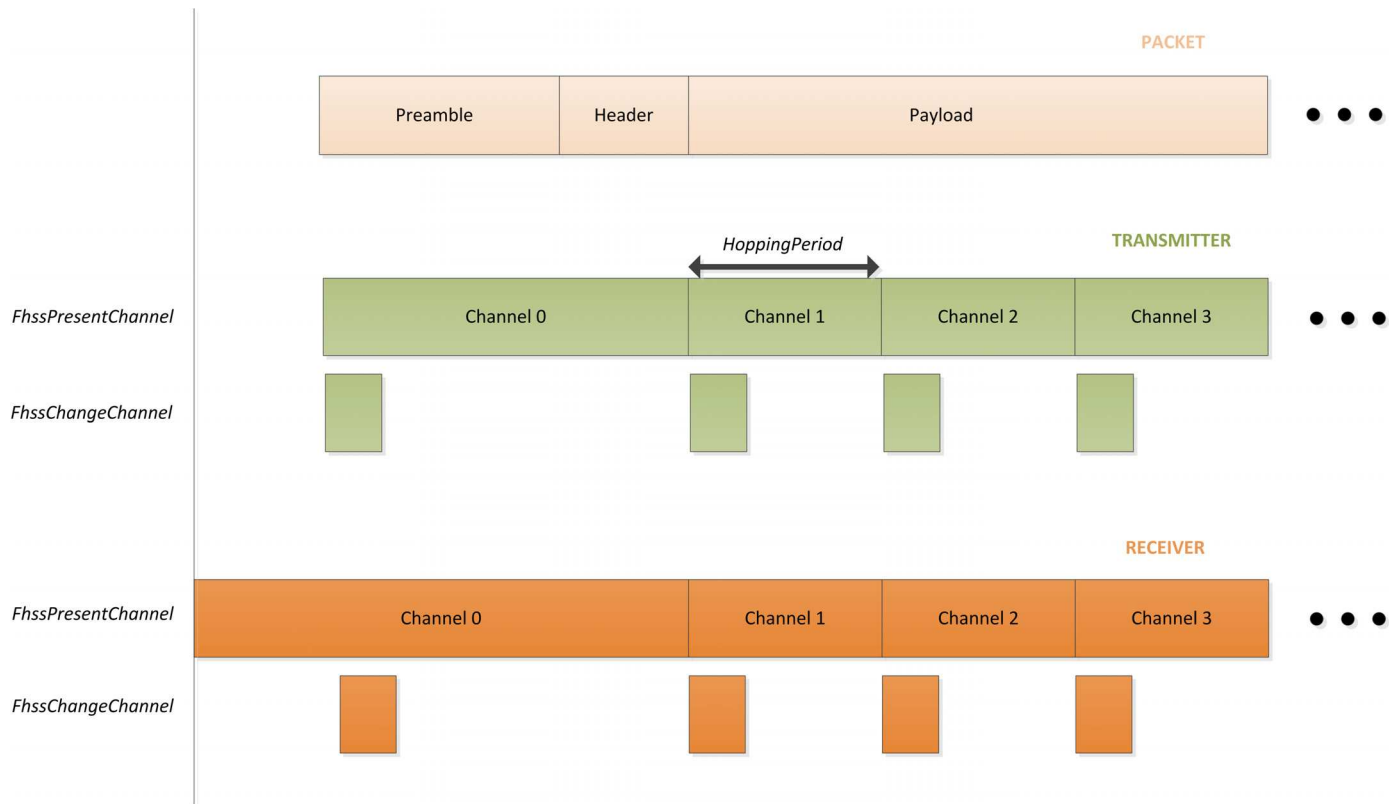 PACKET
Preamble Header Payload
HoppingPeriod
TRANSMITTER
FhssPresentChannel Channel 0 Channel 1 Channel 2 Channel 3
FhssChangeChannel
RECEIVER
FhssPresentChannel Channel 0 Channel 1 Channel 2 Channel 3
FhssChangeChannel